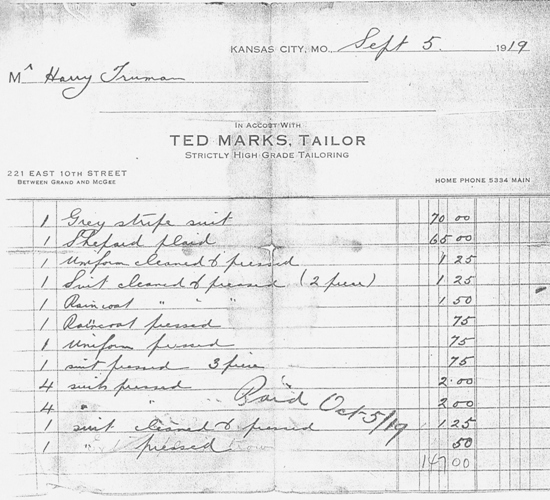 KANSAS CITY, MO., Sept 5. 1919
Mr Harry Truman
IN ACCOUNT WITH
TED MARKS, TAILOR
STRICTLY HIGH GRADE TAILORING
221 EAST 10TH STREET
BETWEEN GRAND AND MCGEE
HOME PHONE 5334 MAIN
1 Grey stripe suit 70 00
1 Shepard plaid 65 00
1 Uniform cleaned & pressed 1 25
1 Suit cleaned & pressed (2 piece) 1 25
1 Raincoat " " " 1 50
1 Raincoat pressed 75
1 Uniform pressed 75
1 suit pressed 3 piece 75
4 suits pressed 2 00
4 " " 2 00
Paid Oct 5/19
1 suit cleaned & pressed 1 25
1 " pressed 50
147 00